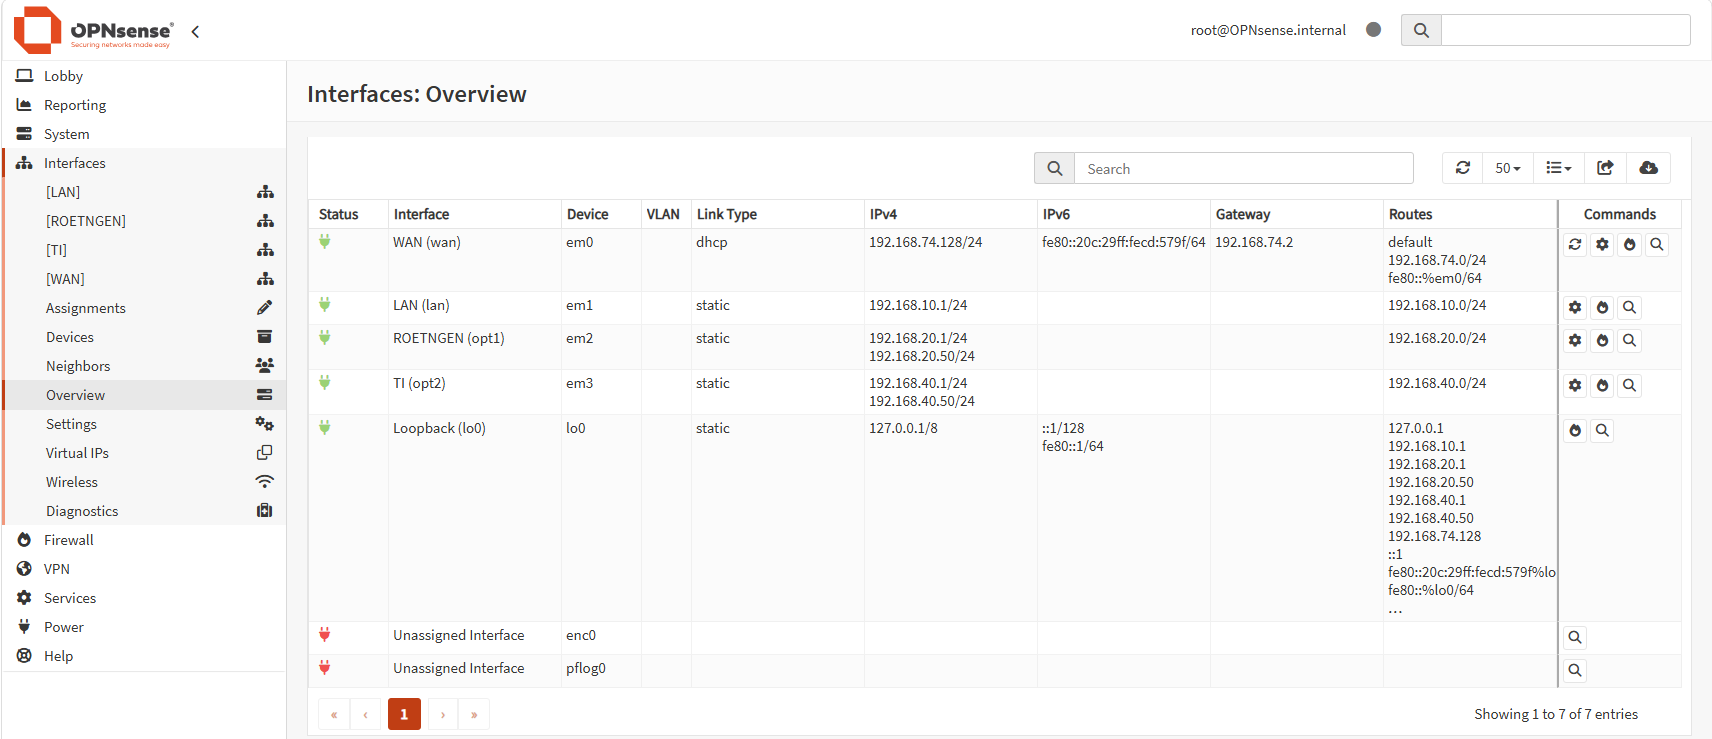 OPNsense®
Securing networks made easy
root@OPNsense.internal
Lobby
Reporting
System
Interfaces
[LAN]
[ROETNGEN]
[TI]
[WAN]
Assignments
Devices
Neighbors
Overview
Settings
Virtual IPs
Wireless
Diagnostics
Firewall
VPN
Services
Power
Help
Interfaces: Overview
Search
50
Status Interface Device VLAN Link Type IPv4 IPv6 Gateway Routes Commands
WAN (wan) em0 dhcp 192.168.74.128/24 fe80::20c:29ff:fecd:579f/64 192.168.74.2 default
192.168.74.0/24
fe80::%em0/64
LAN (lan) em1 static 192.168.10.1/24 192.168.10.0/24
ROETNGEN (opt1) em2 static 192.168.20.1/24 192.168.20.0/24
192.168.20.50/24
TI (opt2) em3 static 192.168.40.1/24 192.168.40.0/24
192.168.40.50/24
Loopback (lo0) lo0 static 127.0.0.1/8 ::1/128 127.0.0.1
fe80::1/64 192.168.10.1
192.168.20.1
192.168.20.50
192.168.40.1
192.168.40.50
192.168.74.128
::1
fe80::20c:29ff:fecd:579f%lo
fe80::%lo0/64
...
Unassigned Interface enc0
Unassigned Interface pflog0
« ‹ 1 › »
Showing 1 to 7 of 7 entries